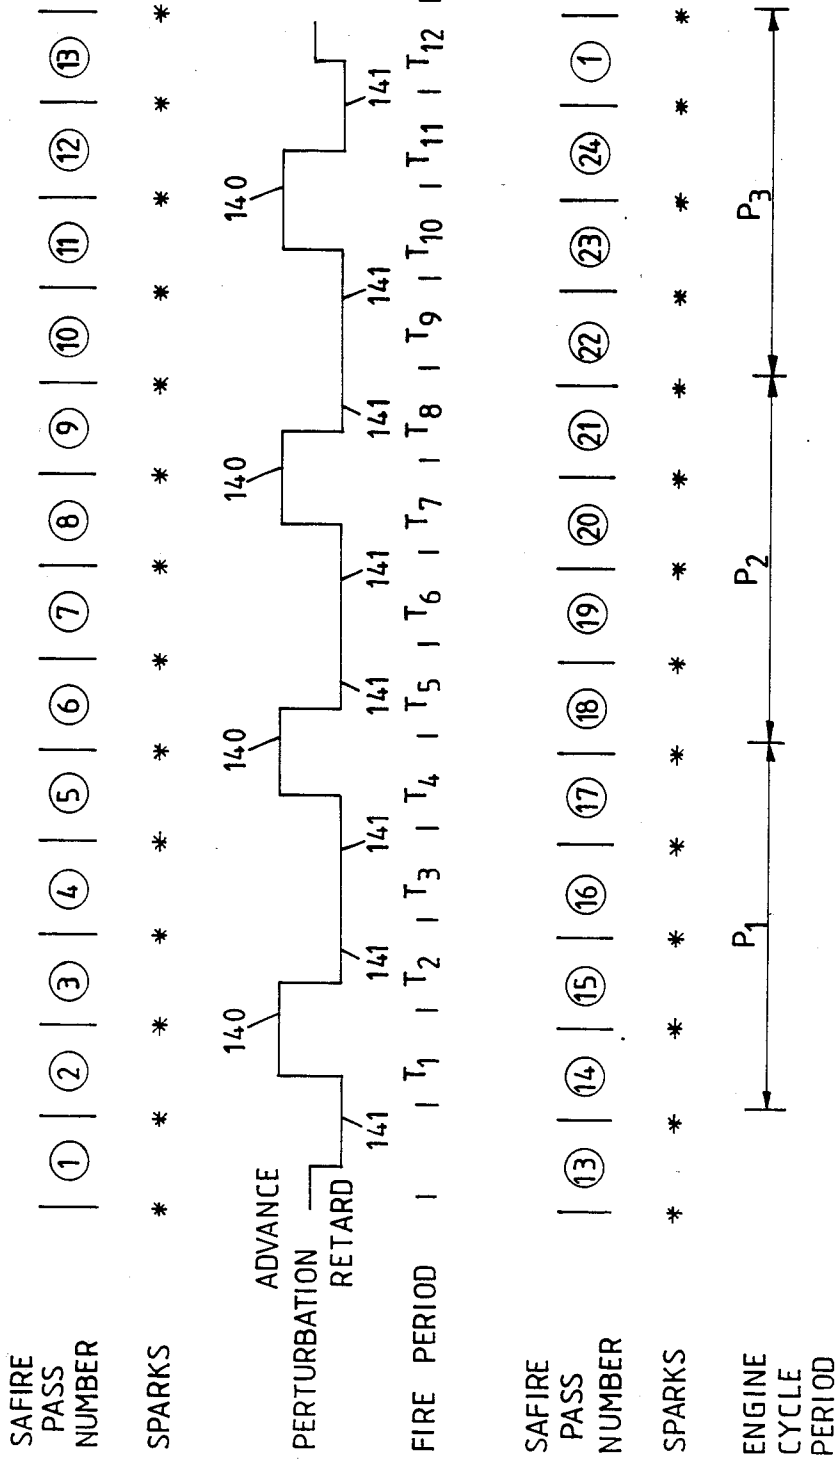 SAFIRE
PASS
NUMBER
1 2 3 4 5 6 7 8 9 10 11 12 13
SPARKS
* * * * * * * * * * * * * *
ADVANCE
PERTURBATION
RETARD
140 140 140 140
141 141 141 141 141 141 141 141
FIRE PERIOD
T1 T2 T3 T4 T5 T6 T7 T8 T9 T10 T11 T12
SAFIRE
PASS
NUMBER
13 14 15 16 17 18 19 20 21 22 23 24 1
SPARKS
* * * * * * * * * * * * * *
ENGINE
CYCLE
PERIOD
P1 P2 P3